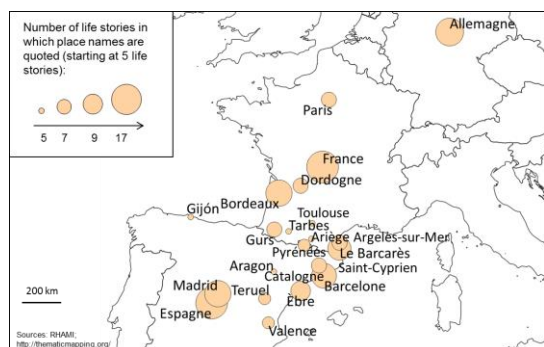 Number of life stories in
which place names are
quoted (starting at 5 life
stories):
5 7 9 17
Allemagne
Paris
France
Dordogne
Bordeaux
Toulouse
Gijón
Tarbes
Gurs
Ariège Argelès-sur-Mer
Pyrénées
Le Barcarès
Aragon
Saint-Cyprien
Catalogne
Madrid
Teruel
Barcelone
Espagne
Ebre
Valence
200 km
Sources: RHAMI;
http://thematicmapping.org/